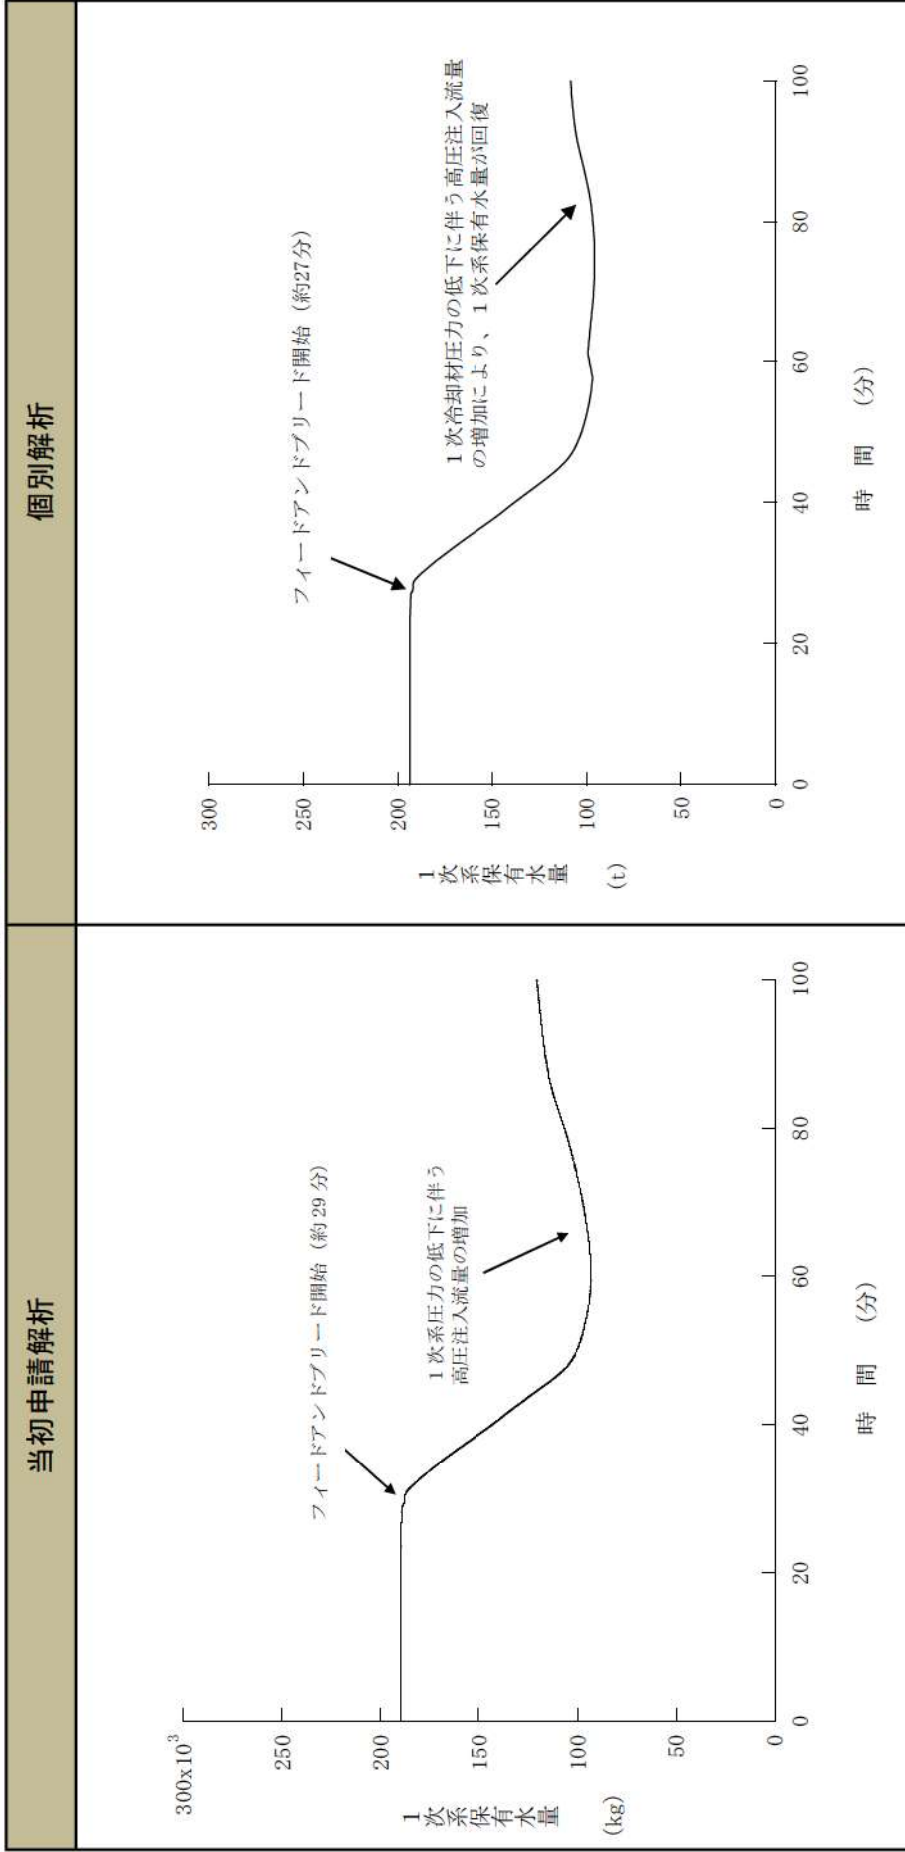 当初申請解析
300x10³
250
200
150
100
50
0
1次系保有水量
(kg)
0
20
40
60
80
100
時 間 (分)
フィードアンドブリード開始 (約 29 分)
1 次系圧力の低下に伴う
高圧注入流量の増加
個別解析
300
250
200
150
100
50
0
1次系保有水量
(t)
0
20
40
60
80
100
時 間 (分)
フィードアンドブリード開始 (約27分)
1 次冷却材圧力の低下に伴う高圧注入流量
の増加により、1 次系保有水量が回復